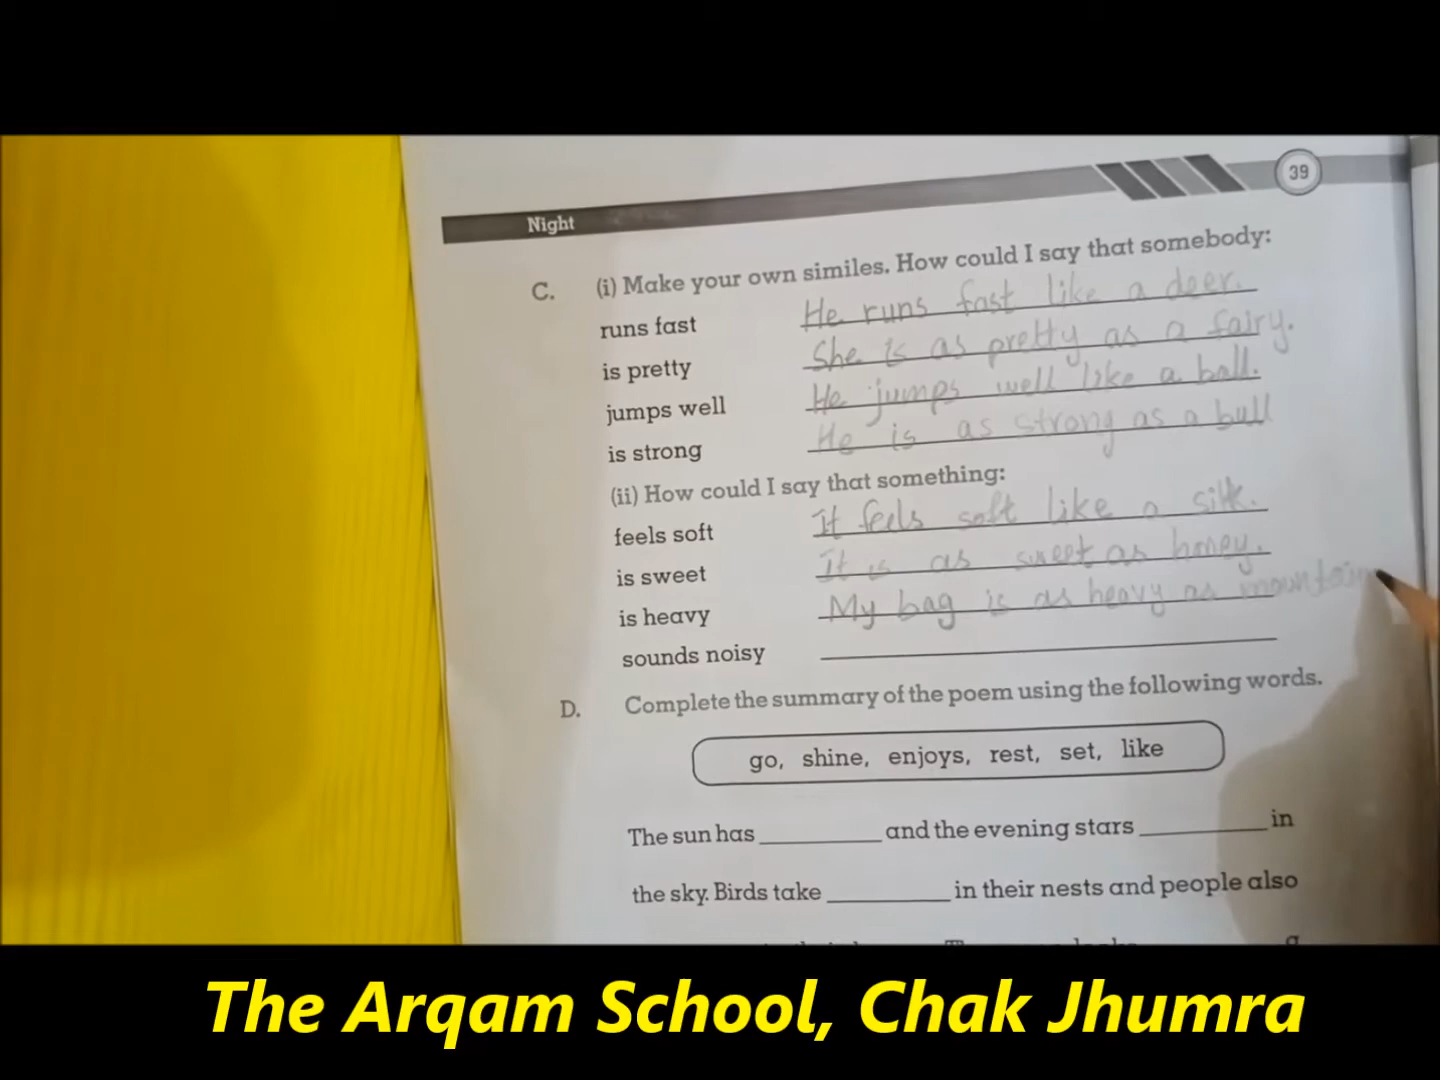 39
Night
C. (i) Make your own similes. How could I say that somebody:
runs fast He runs fast like a deer.
is pretty She is as pretty as a fairy.
jumps well He jumps well like a ball.
is strong He is as strong as a bull
(ii) How could I say that something:
feels soft It feels soft like a silk.
is sweet It is as sweet as honey.
is heavy My bag is as heavy as mountain
sounds noisy
D. Complete the summary of the poem using the following words.
go, shine, enjoys, rest, set, like
The sun has __________ and the evening stars __________ in
the sky. Birds take __________ in their nests and people also
The Arqam School, Chak Jhumra